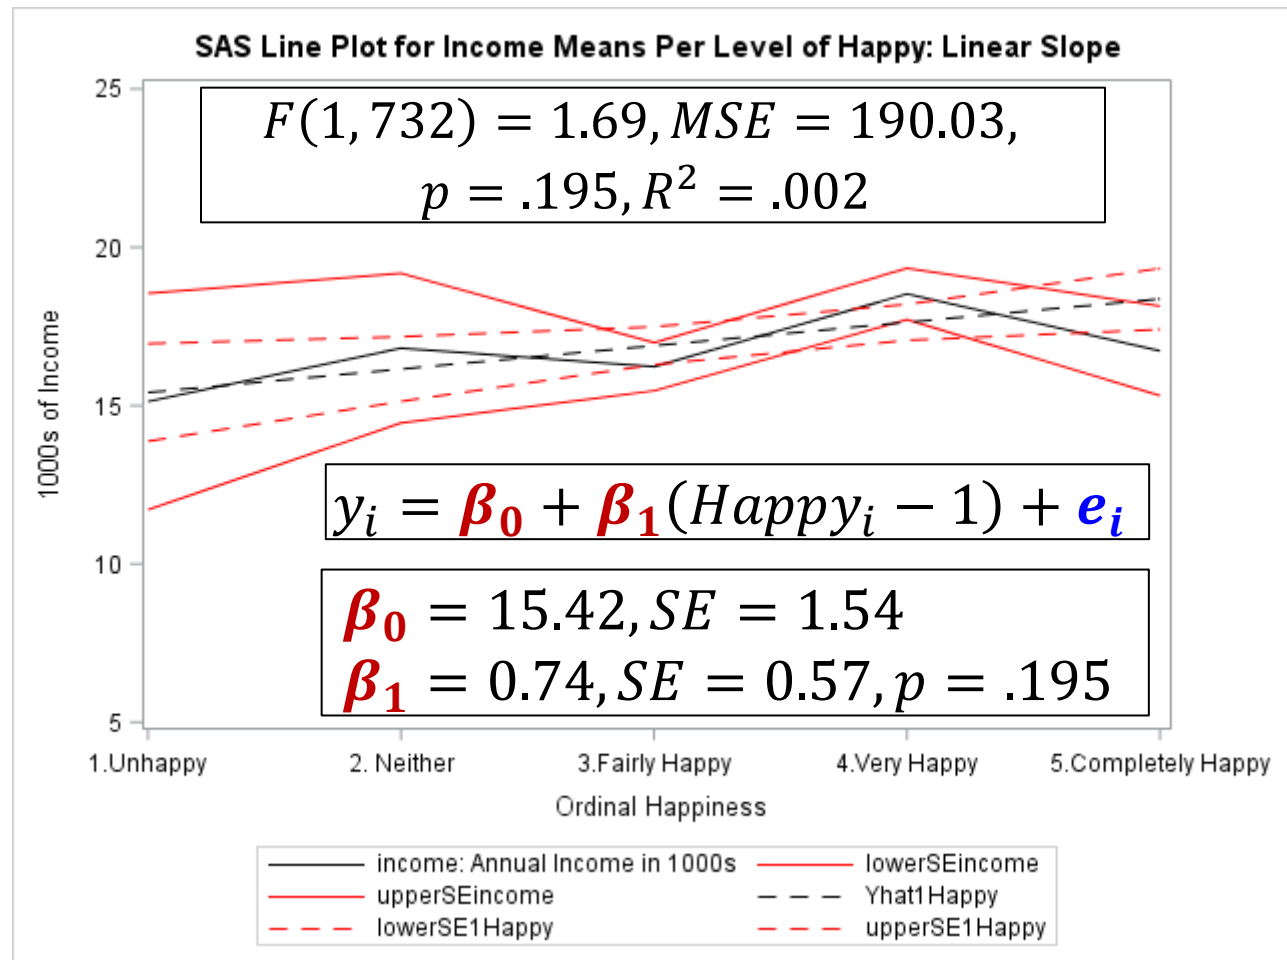 SAS Line Plot for Income Means Per Level of Happy: Linear Slope
25
F(1, 732) = 1.69, MSE = 190.03,
p = .195, R² = .002
20
15
10
5
1000s of Income
yᵢ = β₀ + β₁(Happyᵢ − 1) + eᵢ
β₀ = 15.42, SE = 1.54
β₁ = 0.74, SE = 0.57, p = .195
1.Unhappy 2. Neither 3.Fairly Happy 4.Very Happy 5.Completely Happy
Ordinal Happiness
income: Annual Income in 1000s lowerSEincome
upperSEincome Yhat1Happy
lowerSE1Happy upperSE1Happy